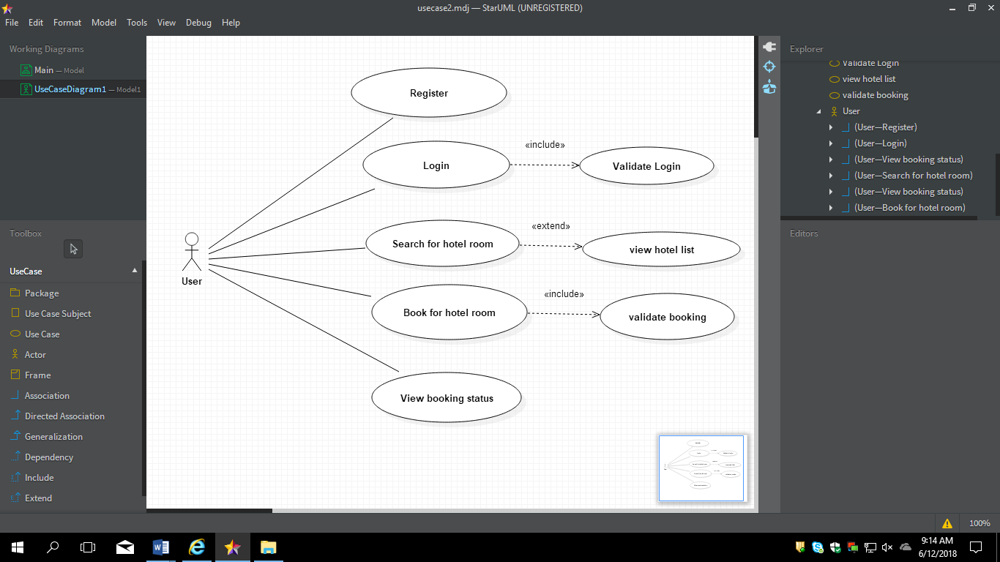 usecase2.mdj — StarUML (UNREGISTERED)
File Edit Format Model Tools View Debug Help
Working Diagrams
Main — Model
UseCaseDiagram1 — Model1
Toolbox
UseCase
Package
Use Case Subject
Use Case
Actor
Frame
Association
Directed Association
Generalization
Dependency
Include
Extend
Register
Login
«include»
Validate Login
Search for hotel room
«extend»
view hotel list
User
Book for hotel room
«include»
validate booking
View booking status
Explorer
Validate Login
view hotel list
validate booking
User
(User—Register)
(User—Login)
(User—View booking status)
(User—Search for hotel room)
(User—View booking status)
(User—Book for hotel room)
Editors
100%
9:14 AM
6/12/2018